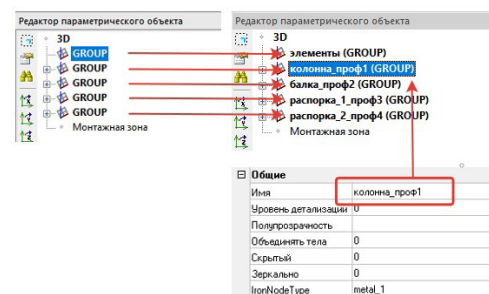 Редактор параметрического объекта
3D
GROUP
GROUP
GROUP
GROUP
GROUP
Монтажная зона
Редактор параметрического объекта
3D
элементы (GROUP)
колонна_проф1 (GROUP)
балка_проф2 (GROUP)
распорка_1_проф3 (GROUP)
распорка_2_проф4 (GROUP)
Монтажная зона
Общие
Имя колонна_проф1
Уровень детализации 0
Полупрозрачность
Объединять тела 0
Скрытый 0
Зеркально 0
IronNodeType metal_1